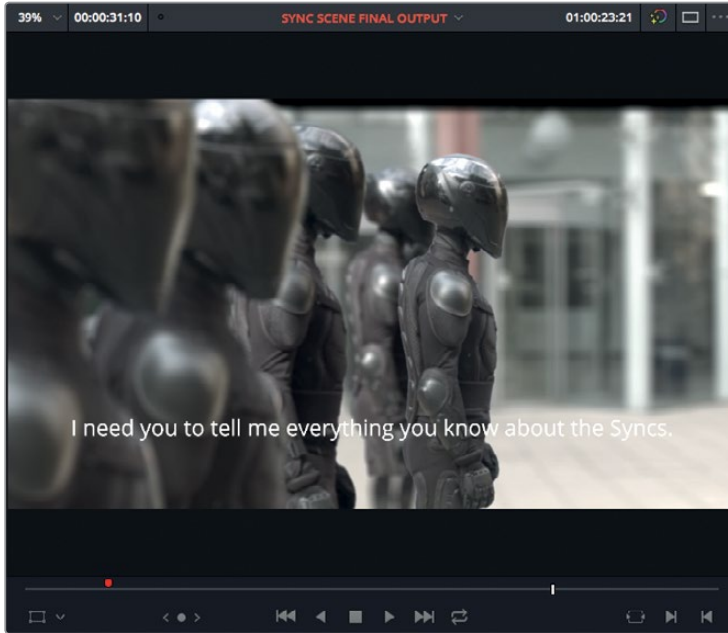 39% 00:00:31:10 SYNC SCENE FINAL OUTPUT 01:00:23:21
I need you to tell me everything you know about the Syncs.